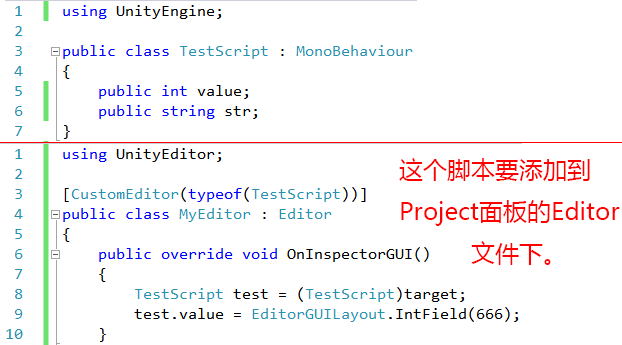 1 using UnityEngine;
2
3 public class TestScript : MonoBehaviour
4 {
5 public int value;
6 public string str;
7 }
1 using UnityEditor;
2
3 [CustomEditor(typeof(TestScript))]
4 public class MyEditor : Editor
5 {
6 public override void OnInspectorGUI()
7 {
8 TestScript test = (TestScript)target;
9 test.value = EditorGUILayout.IntField(666);
10 }
这个脚本要添加到
Project面板的Editor
文件下。